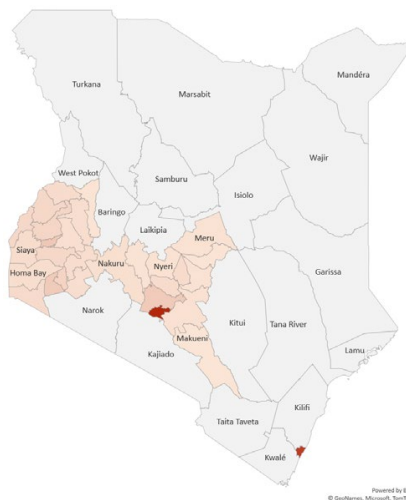 Mandéra
Turkana
Marsabit
Wajir
West Pokot
Samburu
Isiolo
Baringo
Laikipia
Meru
Siaya
Nakuru
Nyeri
Homa Bay
Garissa
Narok
Kitui
Tana River
Makueni
Kajiado
Lamu
Kilifi
Taita Taveta
Kwalé
Powered by
© GeoNames, Microsoft,